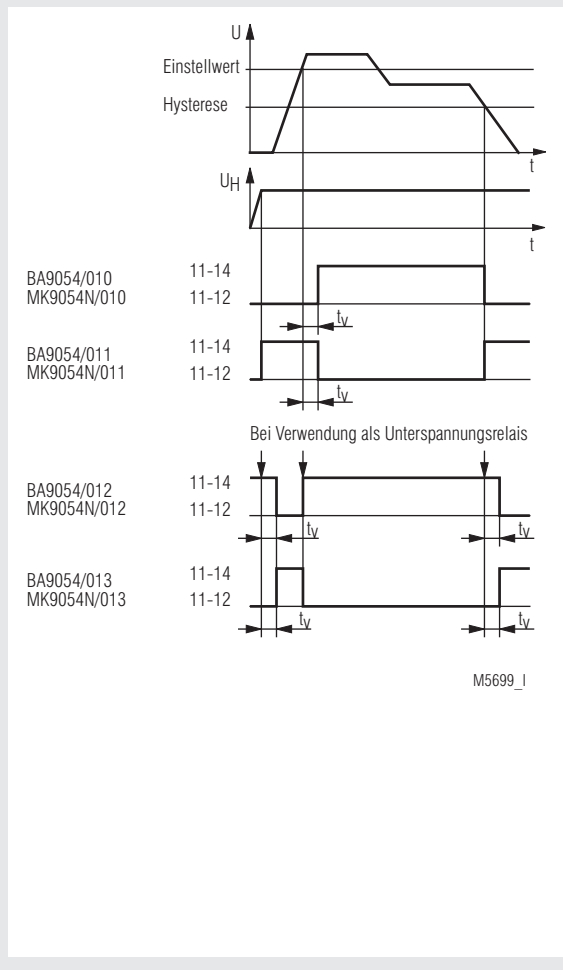 U
Einstellwert
Hysterese
t
UH
t
BA9054/010 11-14
MK9054N/010 11-12
tv
BA9054/011 11-14
MK9054N/011 11-12
tv
Bei Verwendung als Unterspannungsrelais
BA9054/012 11-14
MK9054N/012 11-12
tv tv
BA9054/013 11-14
MK9054N/013 11-12
tv tv
M5699_I